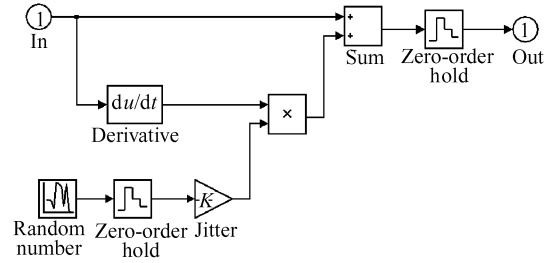 1
In
+
+
Sum
Zero-order
hold
1
Out
du/dt
Derivative
×
Random
number
Zero-order
hold
-K-
Jitter